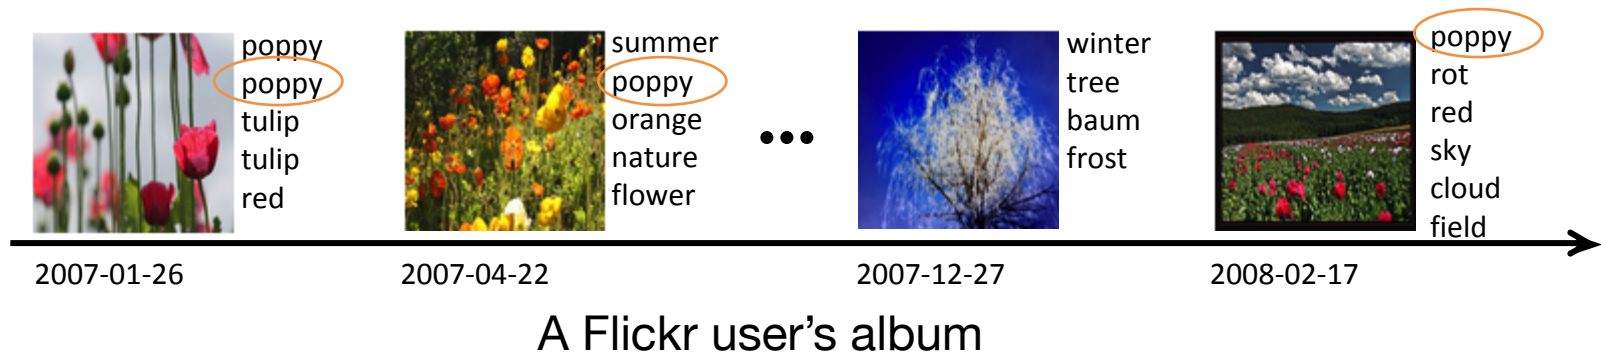 poppy
poppy
tulip
tulip
red
summer
poppy
orange
nature
flower
winter
tree
baum
frost
poppy
rot
red
sky
cloud
field
2007-01-26
2007-04-22
2007-12-27
2008-02-17
A Flickr user's album